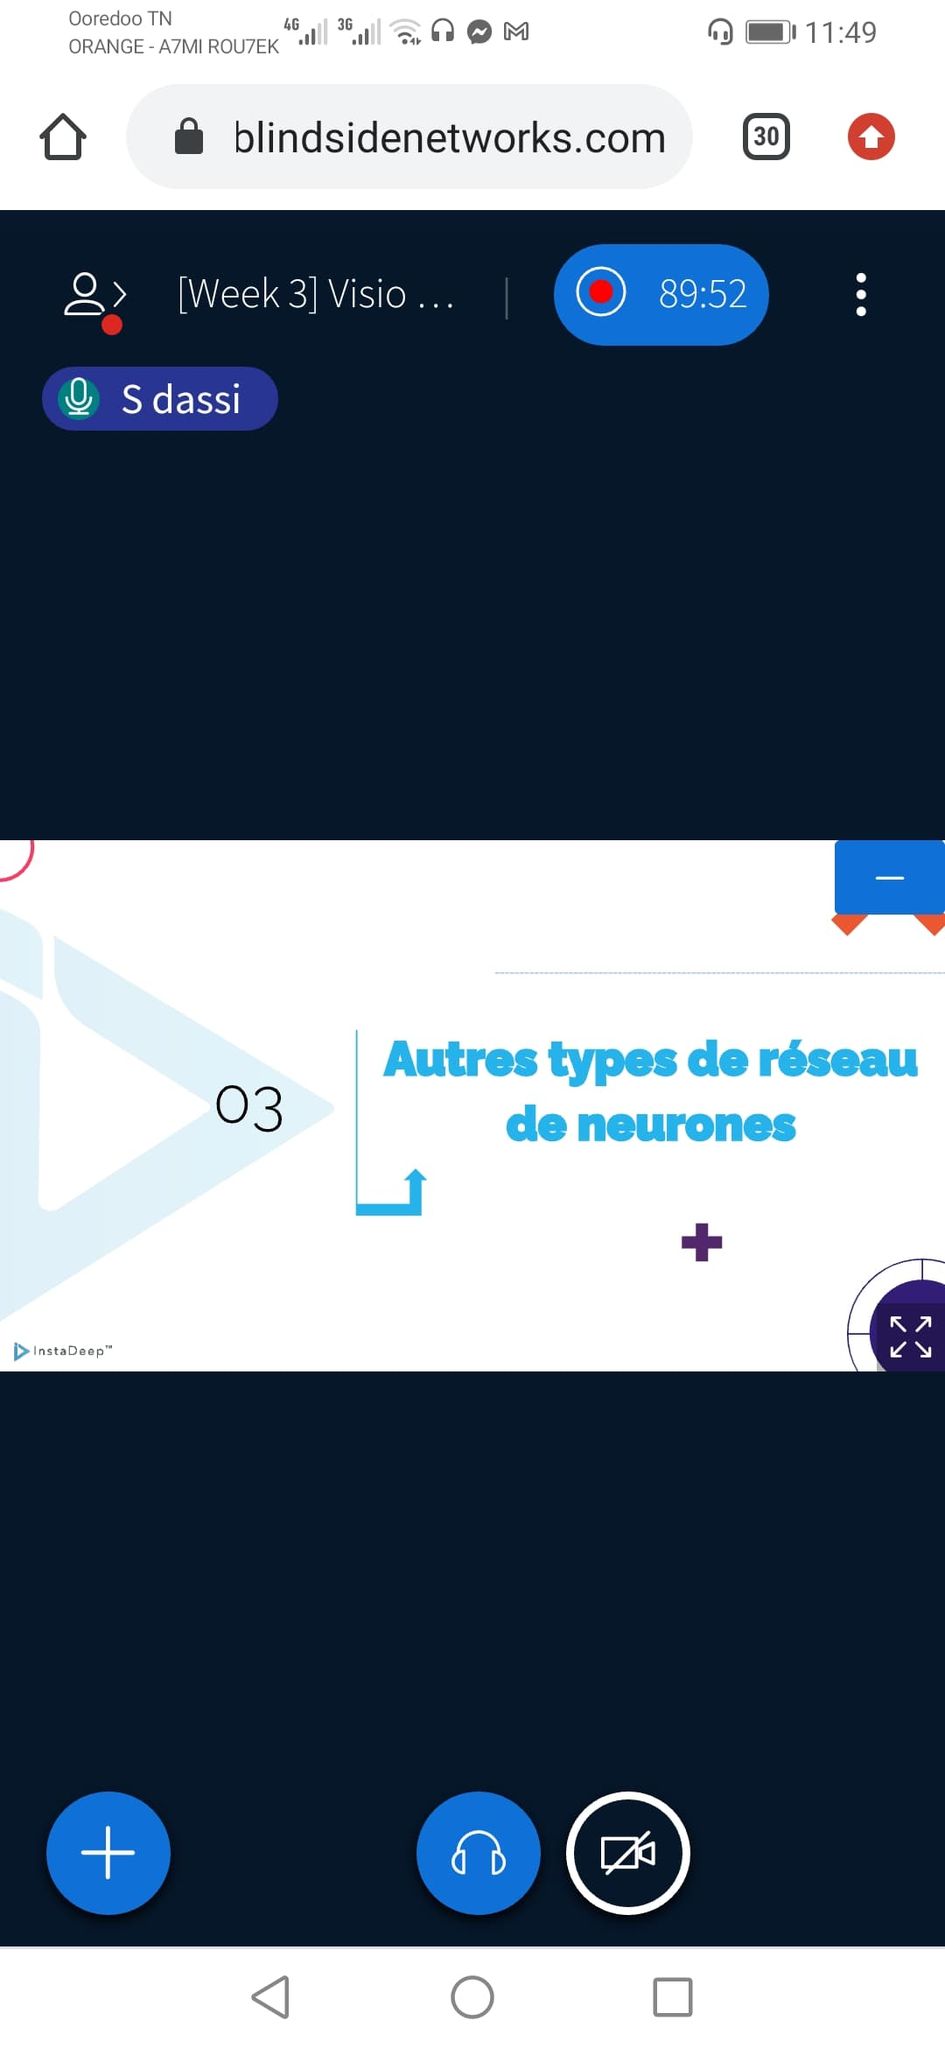 Ooredoo TN
ORANGE - A7MI ROU7EK
4G
3G
11:49
blindsidenetworks.com
30
[Week 3] Visio ...
89:52
S dassi
03
Autres types de réseau
de neurones
InstaDeep™